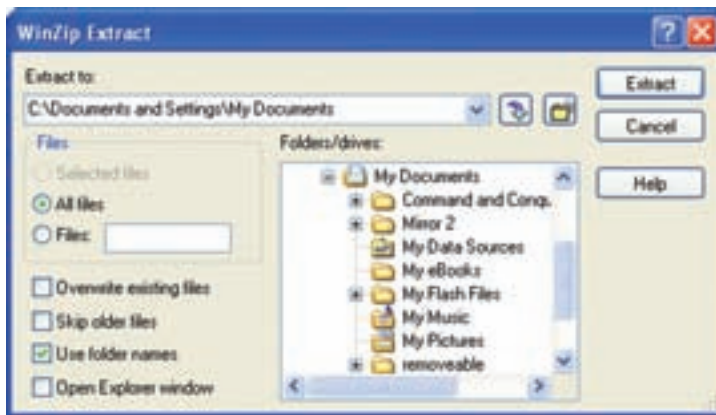 WinZip Extract
Extract to:
C:\Documents and Settings\My Documents
Files
Selected files
All files
Files:
Overwrite existing files
Skip older files
Use folder names
Open Explorer window
Folders/drives:
My Documents
Command and Conqu
Mirror 2
My Data Sources
My eBooks
My Flash Files
My Music
My Pictures
removeable
Extract
Cancel
Help